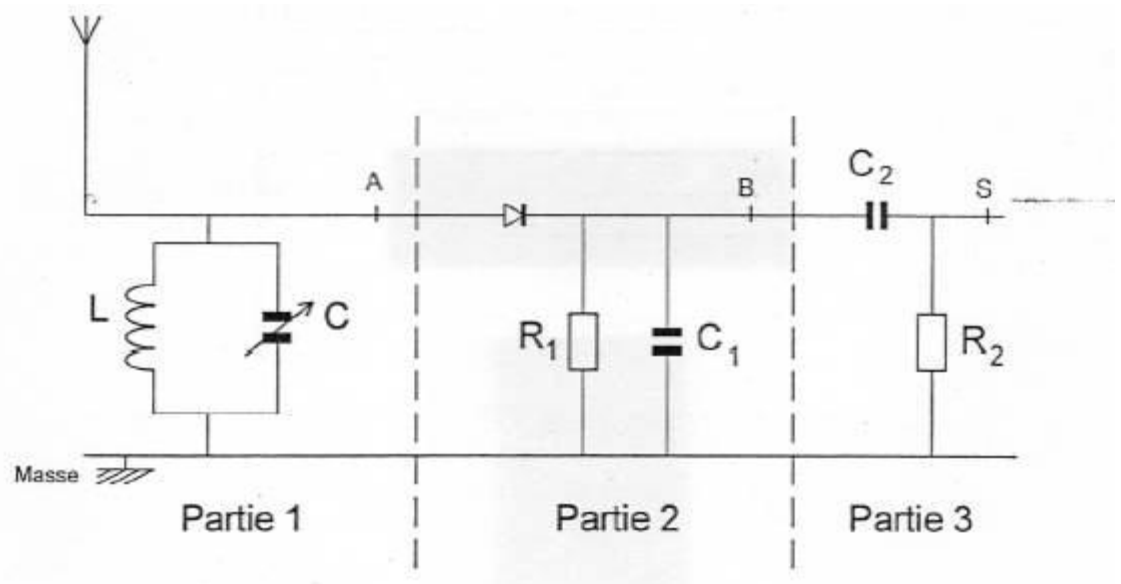 A
B
C₂
S
L
C
R₁
C₁
R₂
Masse
Partie 1
Partie 2
Partie 3